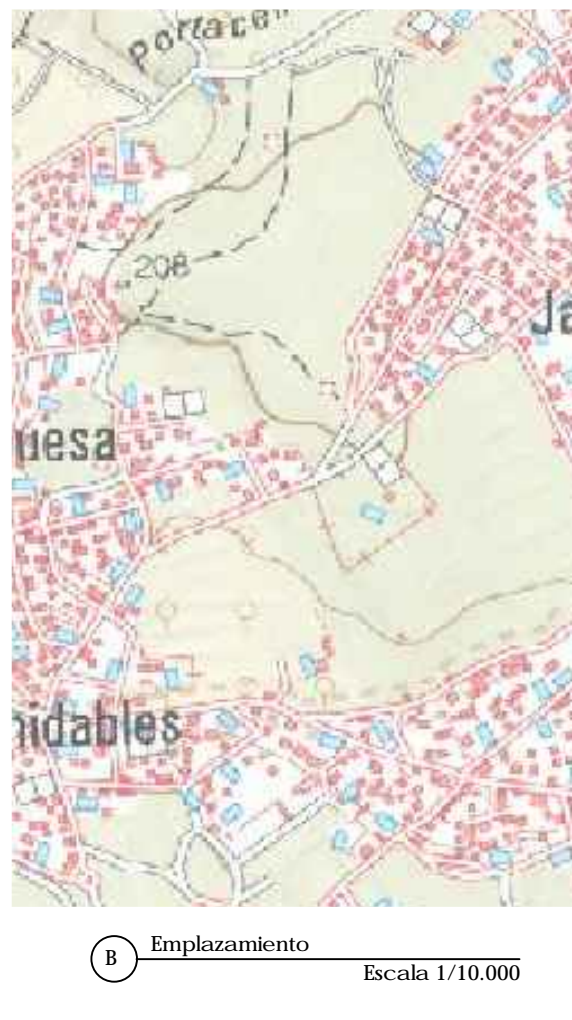 Portacel
208
Ja
uesa
nidables
B
Emplazamiento
Escala 1/10.000